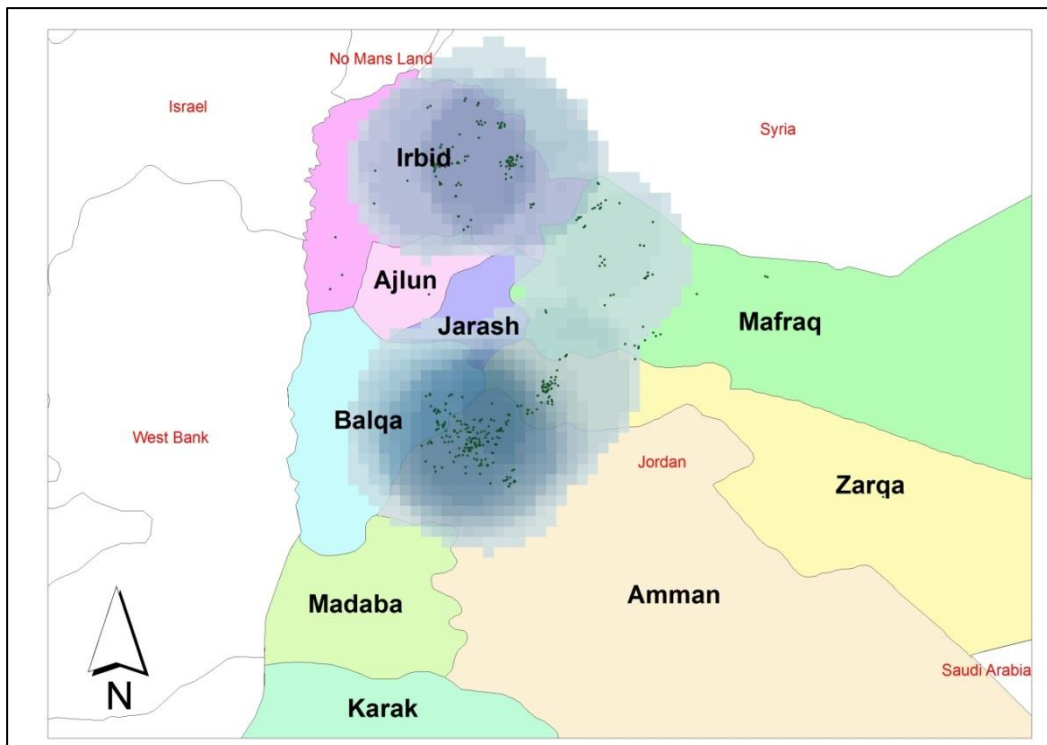 No Mans Land
Israel
Syria
Irbid
Ajlun
Jarash
Mafraq
Balqa
West Bank
Jordan
Zarqa
Madaba
Amman
Saudi Arabia
N
Karak